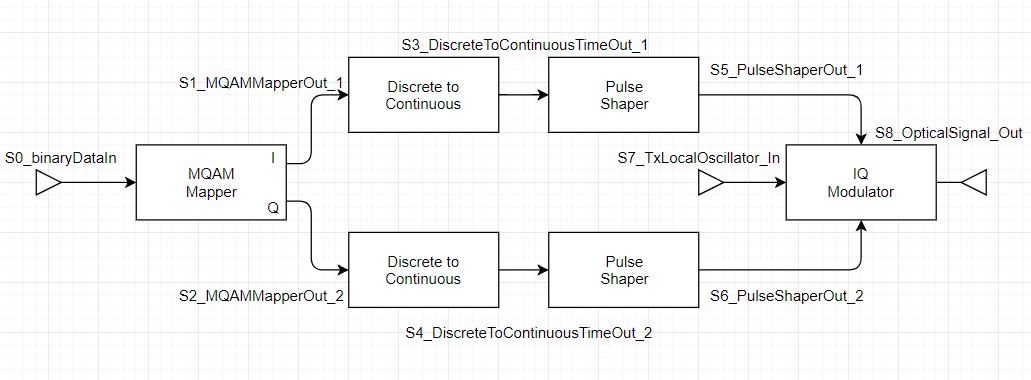 S3_DiscreteToContinuousTimeOut_1
S1_MQAMMapperOut_1
Discrete to
Continuous
Pulse
Shaper
S5_PulseShaperOut_1
S0_binaryDataIn
MQAM
Mapper
I
Q
S7_TxLocalOscillator_In
S8_OpticalSignal_Out
IQ
Modulator
Discrete to
Continuous
Pulse
Shaper
S2_MQAMMapperOut_2
S6_PulseShaperOut_2
S4_DiscreteToContinuousTimeOut_2